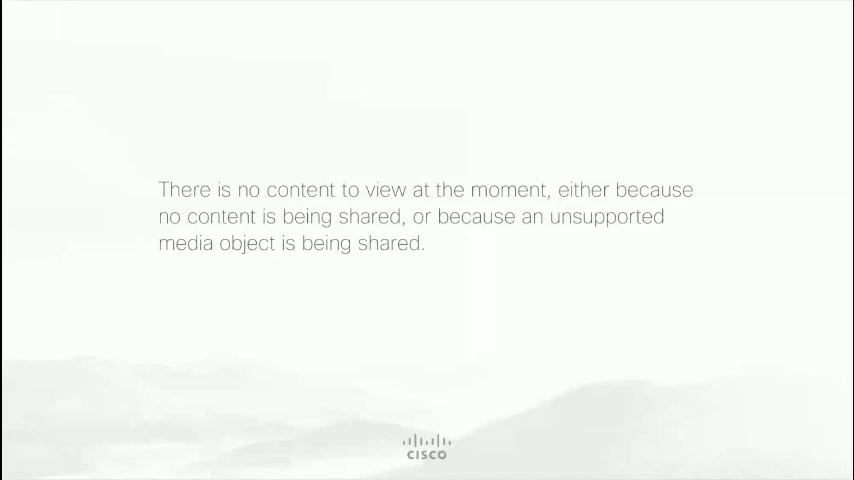 There is no content to view at the moment, either because
no content is being shared, or because an unsupported
media object is being shared.
CISCO